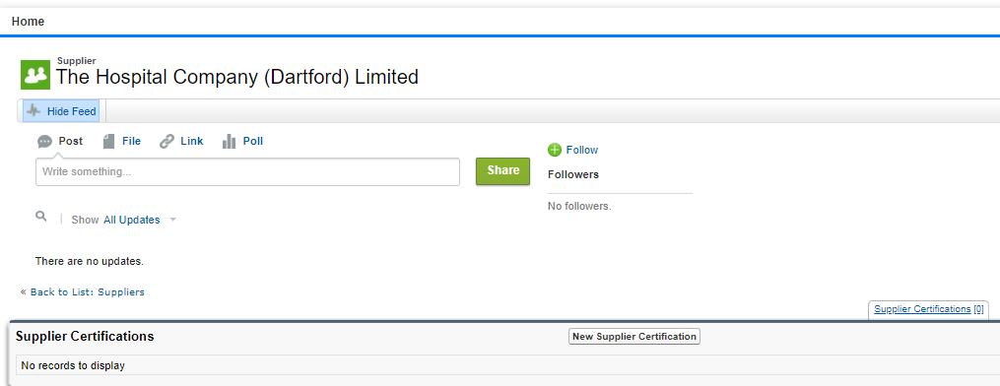 Home
Supplier
The Hospital Company (Dartford) Limited
Hide Feed
Post File Link Poll
Write something...
Share
Follow
Followers
No followers.
Show All Updates
There are no updates.
« Back to List: Suppliers
Supplier Certifications [0]
Supplier Certifications New Supplier Certification
No records to display